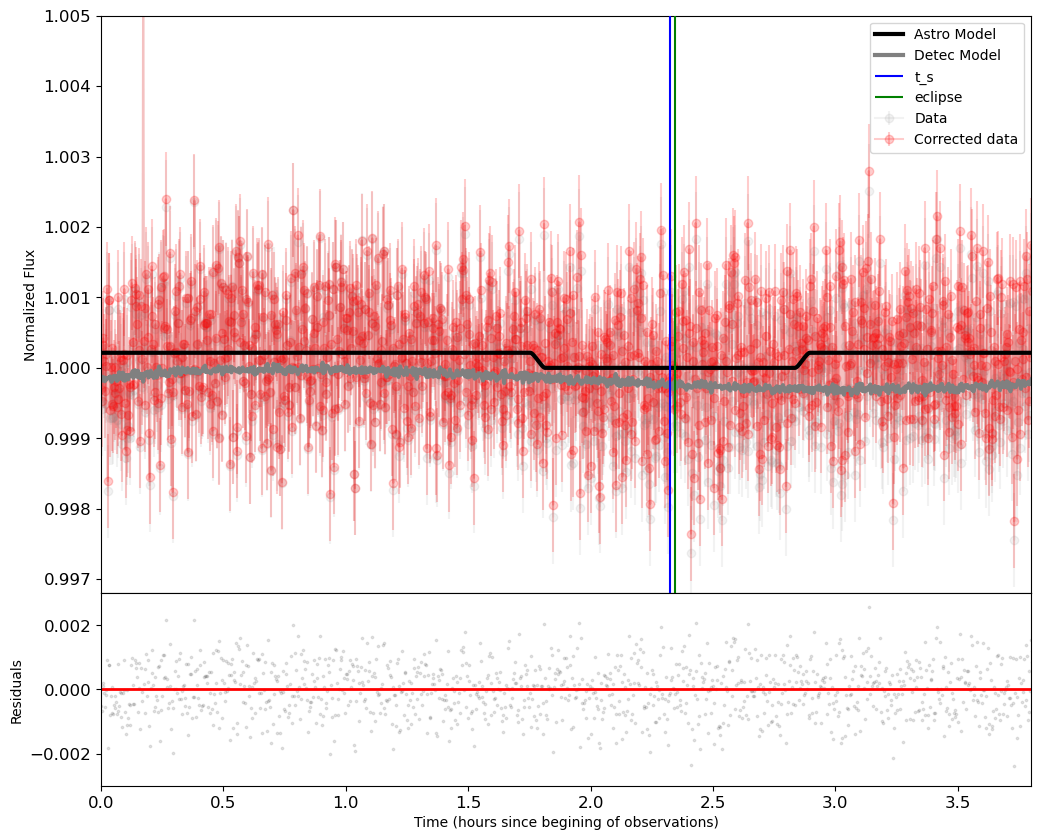 1.005
1.004
1.003
1.002
1.001
1.000
0.999
0.998
0.997
Normalized Flux
Astro Model
Detec Model
t_s
eclipse
Data
Corrected data
0.002
0.000
−0.002
Residuals
0.0 0.5 1.0 1.5 2.0 2.5 3.0 3.5
Time (hours since begining of observations)